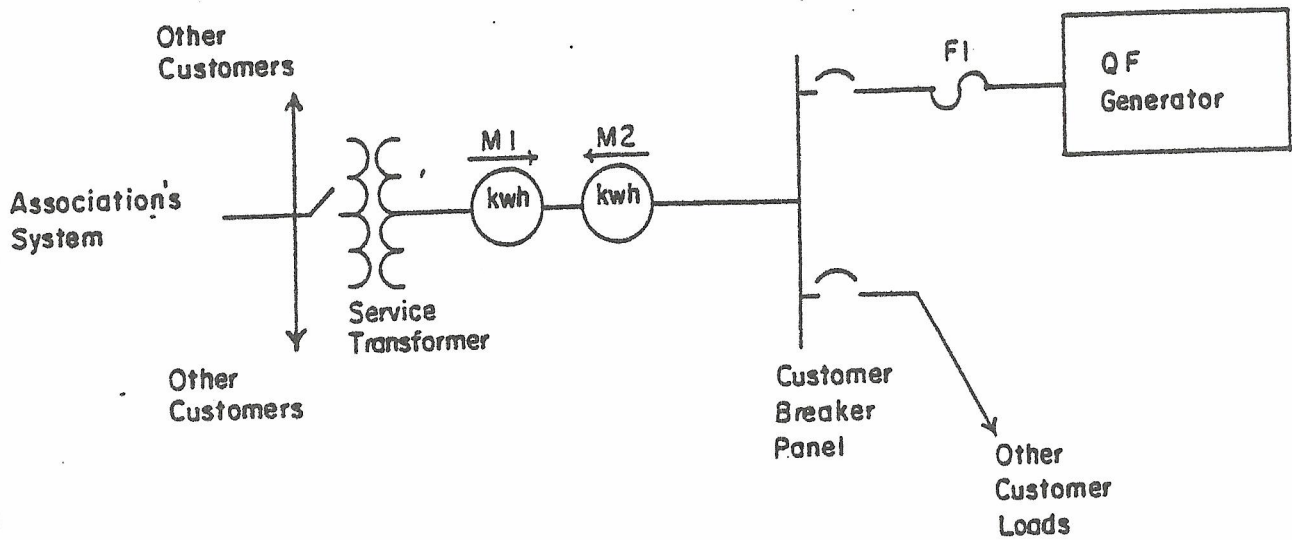 Other
Customers
F1
QF
Generator
M1
M2
kwh
kwh
Association's
System
Service
Transformer
Other
Customers
Customer
Breaker
Panel
Other
Customer
Loads